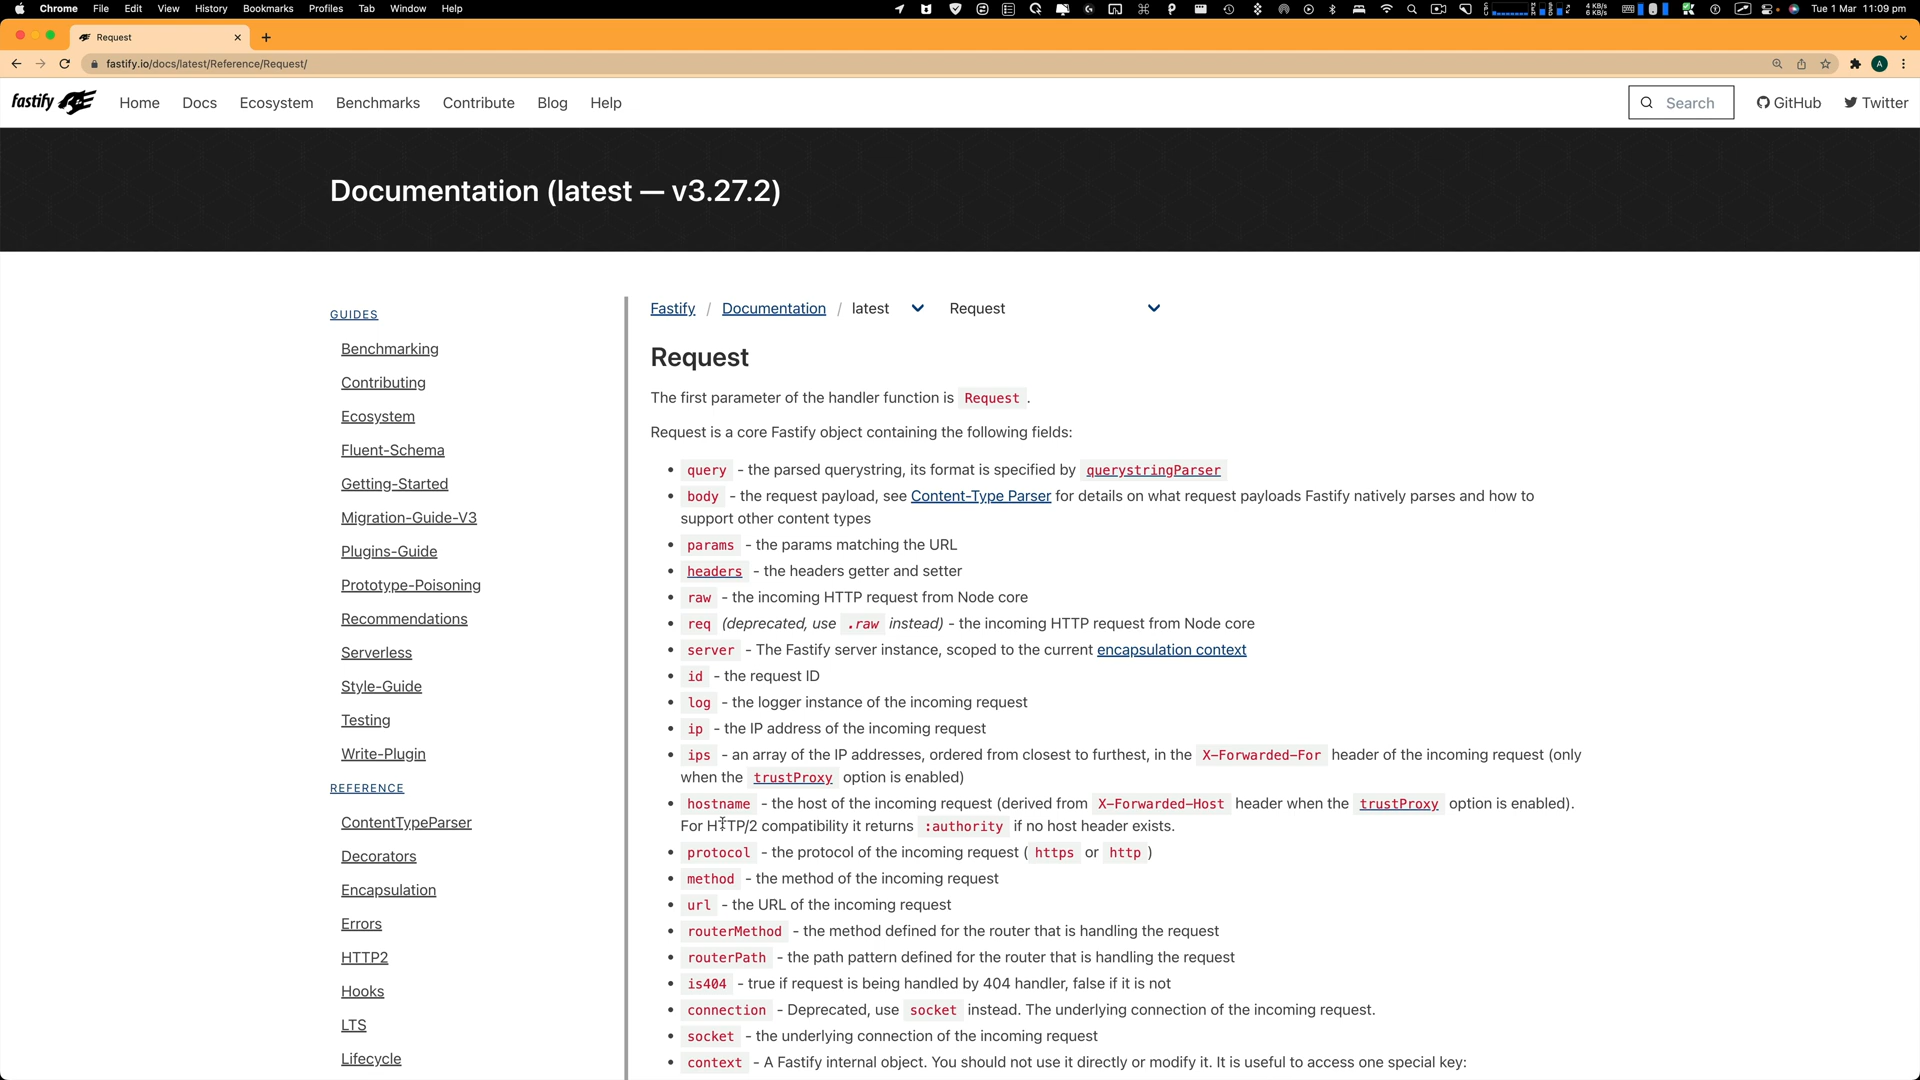 Chrome File Edit View History Bookmarks Profiles Tab Window Help
4 KB/s
6 KB/s
Tue 1 Mar 11:09 pm
Request
fastify.io/docs/latest/Reference/Request/
A
fastify Home Docs Ecosystem Benchmarks Contribute Blog Help Search GitHub Twitter
Documentation (latest — v3.27.2)
GUIDES
Benchmarking
Contributing
Ecosystem
Fluent-Schema
Getting-Started
Migration-Guide-V3
Plugins-Guide
Prototype-Poisoning
Recommendations
Serverless
Style-Guide
Testing
Write-Plugin
REFERENCE
ContentTypeParser
Decorators
Encapsulation
Errors
HTTP2
Hooks
LTS
Lifecycle
Fastify / Documentation / latest Request
Request
The first parameter of the handler function is Request .
Request is a core Fastify object containing the following fields:
• query - the parsed querystring, its format is specified by querystringParser
• body - the request payload, see Content-Type Parser for details on what request payloads Fastify natively parses and how to
support other content types
• params - the params matching the URL
• headers - the headers getter and setter
• raw - the incoming HTTP request from Node core
• req (deprecated, use .raw instead) - the incoming HTTP request from Node core
• server - The Fastify server instance, scoped to the current encapsulation context
• id - the request ID
• log - the logger instance of the incoming request
• ip - the IP address of the incoming request
• ips - an array of the IP addresses, ordered from closest to furthest, in the X-Forwarded-For header of the incoming request (only
when the trustProxy option is enabled)
• hostname - the host of the incoming request (derived from X-Forwarded-Host header when the trustProxy option is enabled).
For HTTP/2 compatibility it returns :authority if no host header exists.
• protocol - the protocol of the incoming request ( https or http )
• method - the method of the incoming request
• url - the URL of the incoming request
• routerMethod - the method defined for the router that is handling the request
• routerPath - the path pattern defined for the router that is handling the request
• is404 - true if request is being handled by 404 handler, false if it is not
• connection - Deprecated, use socket instead. The underlying connection of the incoming request.
• socket - the underlying connection of the incoming request
• context - A Fastify internal object. You should not use it directly or modify it. It is useful to access one special key: